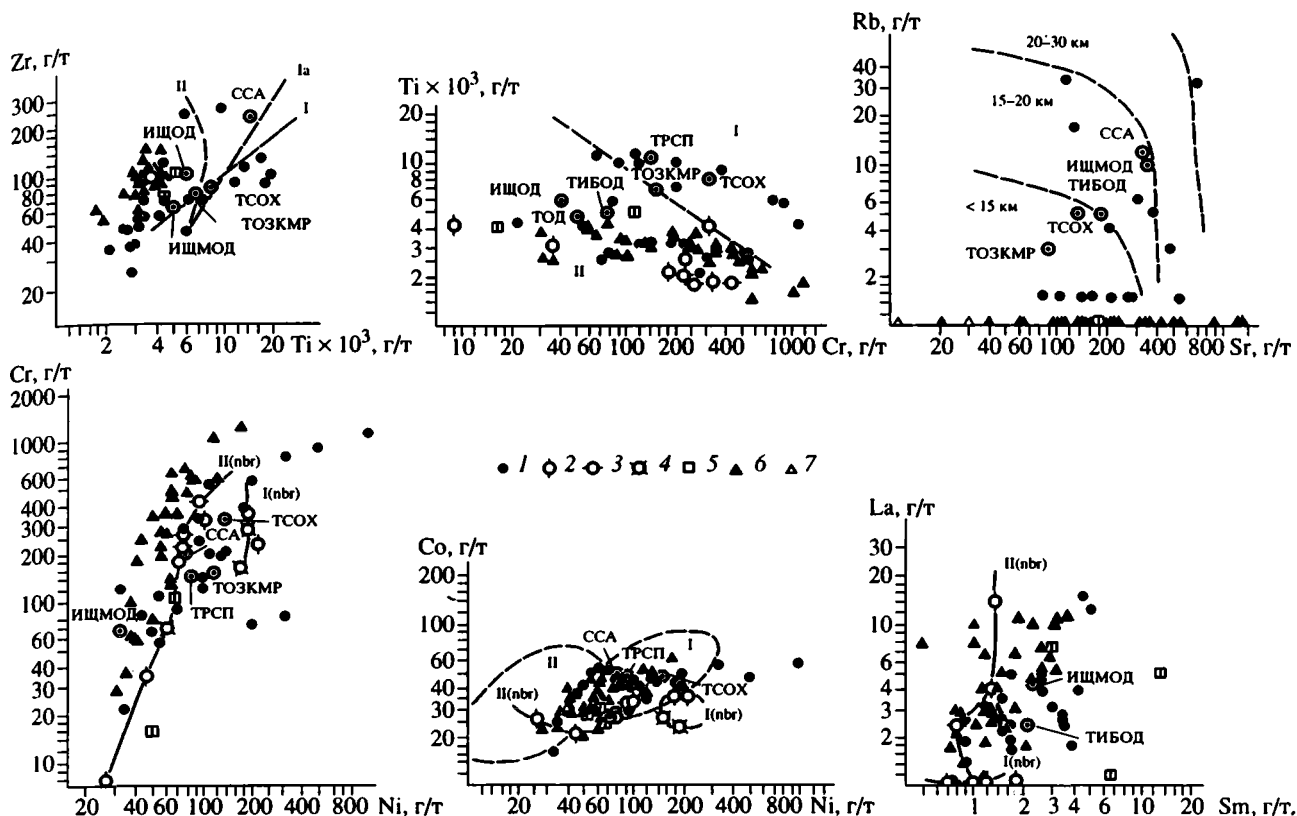 Zr, г/т
300
200
100
80
60
40
20
II
Iа
I
ССА
ИЩОД
ТСОХ
ТОЗКМР
ИЩМОД
2 4 6 10 20
Ti × 10³, г/т
Ti × 10³, г/т
20
10
8
6
4
3
2
I
ТРСП
ТОЗКМР
ТСОХ
ИЩОД
ТИБОД
ТОД
II
10 20 40 60 100 200 400 1000
Cr, г/т
Rb, г/т
40
20
10
8
6
4
2
20–30 км
15–20 км
< 15 км
ССА
ИЩМОД
ТИБОД
ТСОХ
ТОЗКМР
20 40 100 200 400 800
Sr, г/т
Cr, г/т
2000
1000
600
400
300
200
100
60
40
30
20
10
II(nbr)
I(nbr)
ТСОХ
ССА
ТОЗКМР
ТРСП
ИЩМОД
20 40 100 200 400 800
Ni, г/т
1 2 3 4 5 6 7
Co, г/т
200
100
60
40
30
20
ССА
ТРСП
I
II
ТСОХ
II(nbr)
I(nbr)
20 40 100 200 400 800
Ni, г/т
La, г/т
30
20
10
6
4
3
2
II(nbr)
ИЩМОД
ТИБОД
I(nbr)
1 2 3 4 6 10 20
Sm, г/т.